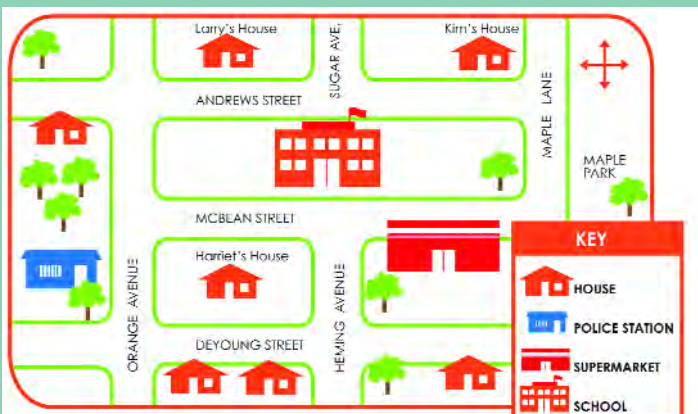 Larry's House
Kim's House
SUGAR AVE.
ANDREWS STREET
MAPLE LANE
MAPLE
PARK
MCBEAN STREET
Harriet's House
ORANGE AVENUE
HEMING AVENUE
DEYOUNG STREET
KEY
HOUSE
POLICE STATION
SUPERMARKET
SCHOOL